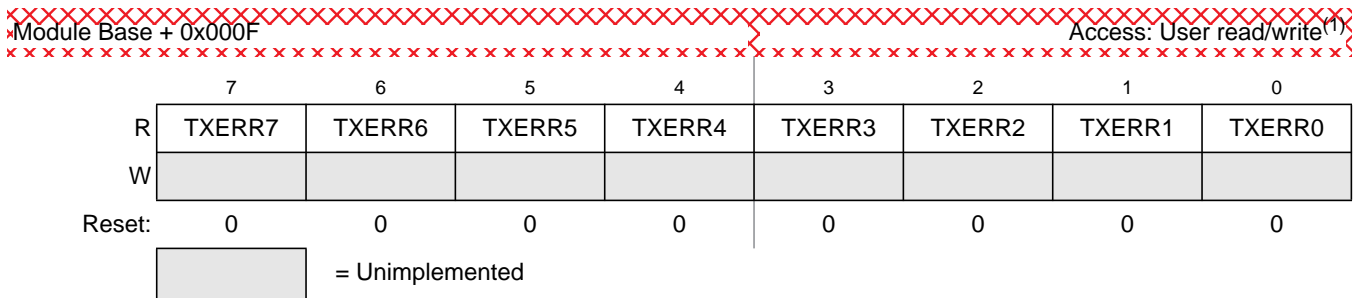 Module Base + 0x000F Access: User read/write(1)
7 6 5 4 3 2 1 0
R TXERR7 TXERR6 TXERR5 TXERR4 TXERR3 TXERR2 TXERR1 TXERR0
W
Reset: 0 0 0 0 0 0 0 0
= Unimplemented